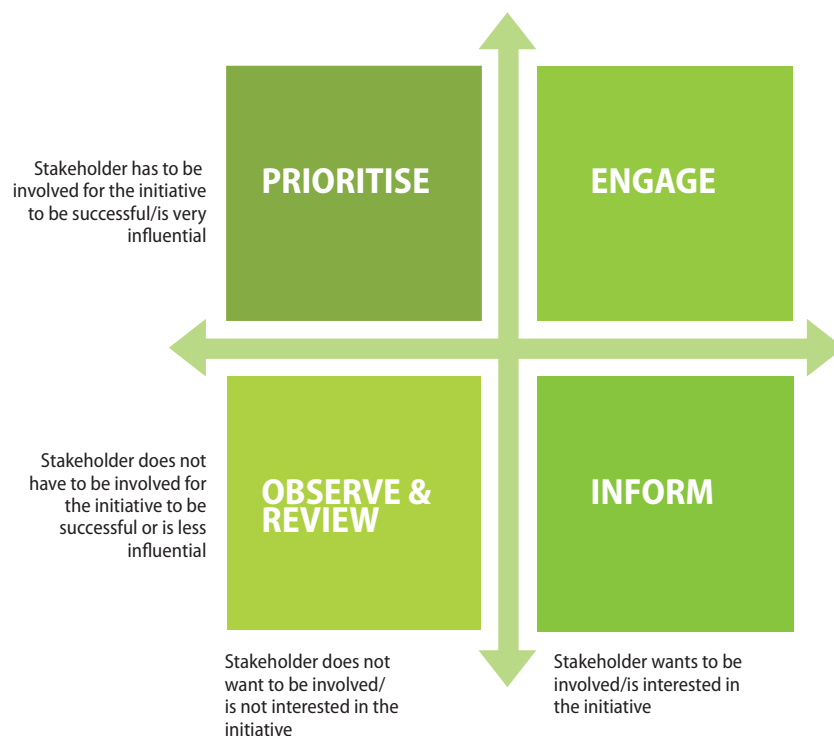 Stakeholder has to be
involved for the initiative
to be successful/is very
influential
PRIORITISE
ENGAGE
Stakeholder does not
have to be involved for
the initiative to be
successful or is less
influential
OBSERVE &
REVIEW
INFORM
Stakeholder does not
want to be involved/
is not interested in the
initiative
Stakeholder wants to be
involved/is interested in
the initiative